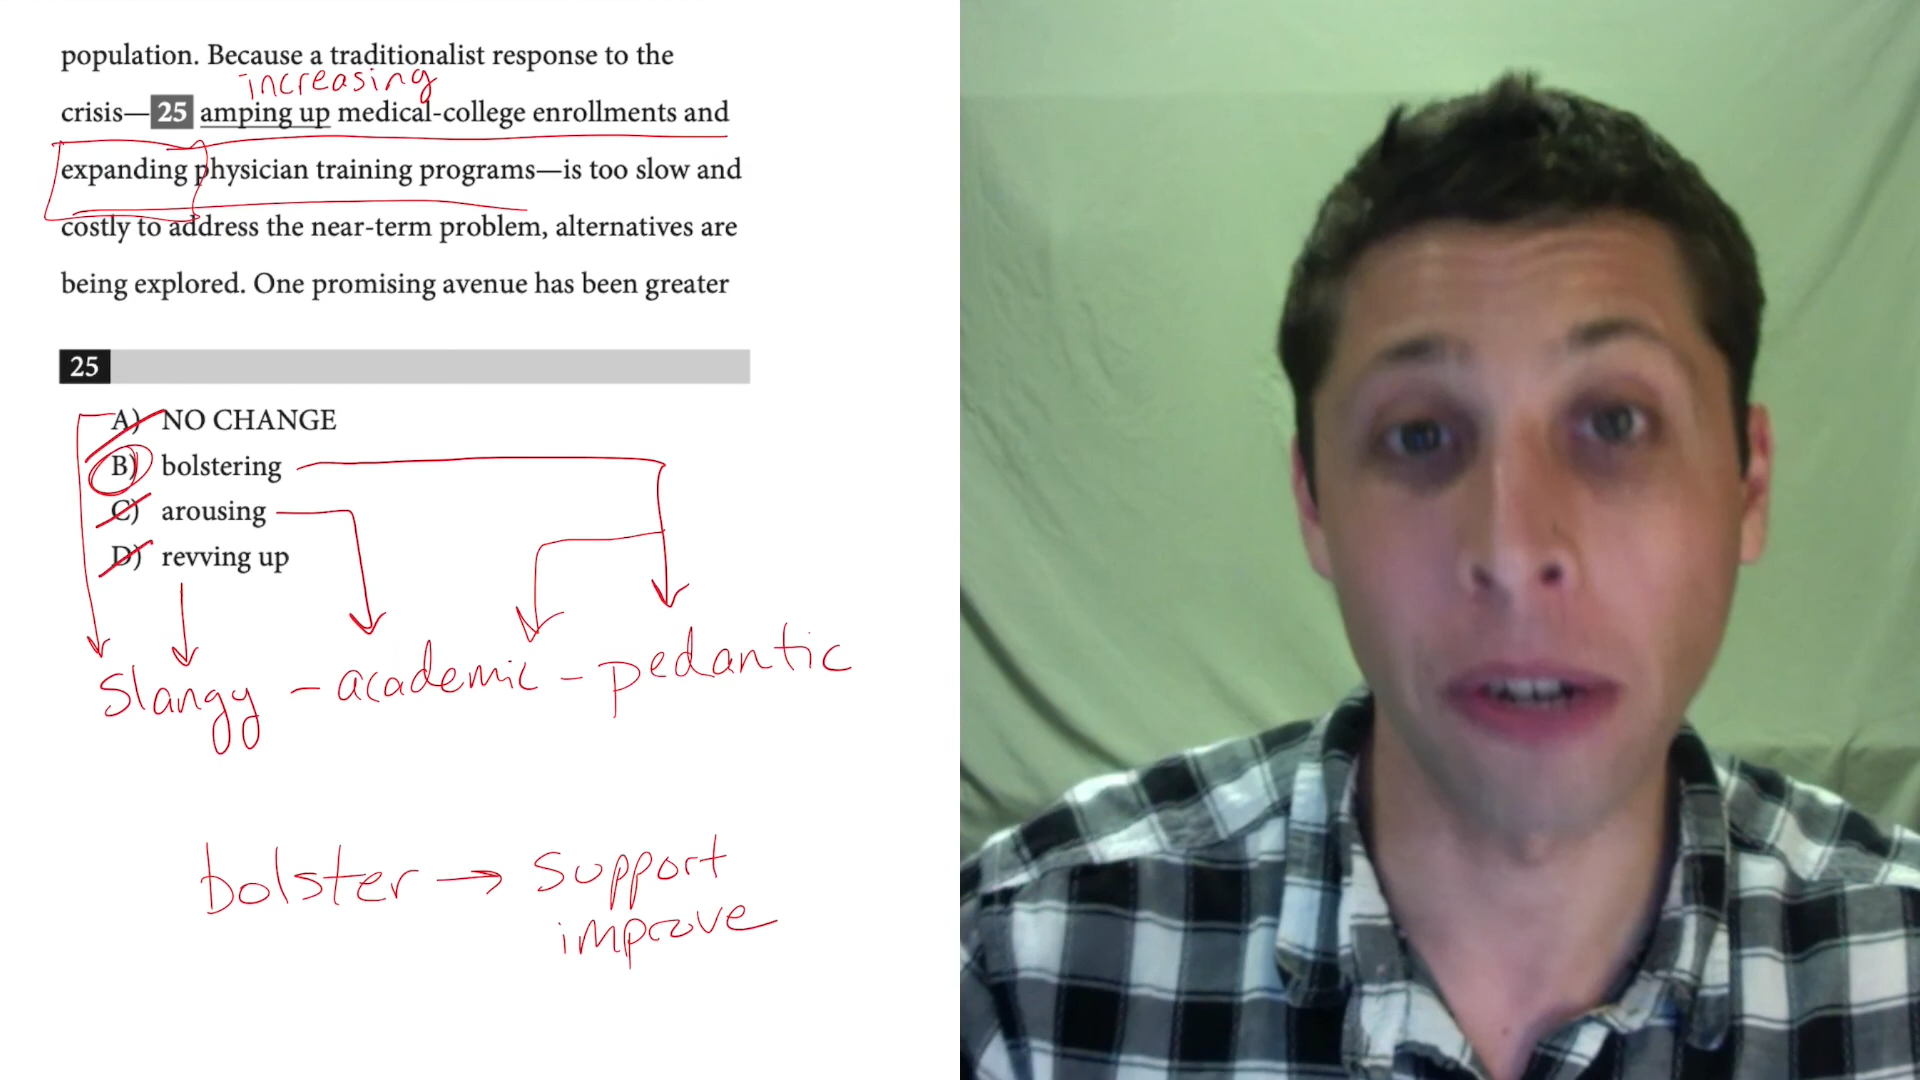 population. Because a traditionalist response to the
increasing
crisis—25 amping up medical-college enrollments and
expanding physician training programs—is too slow and
costly to address the near-term problem, alternatives are
being explored. One promising avenue has been greater
25
A) NO CHANGE
B) bolstering
C) arousing
D) revving up
slangy - academic - pedantic
bolster → support
improve